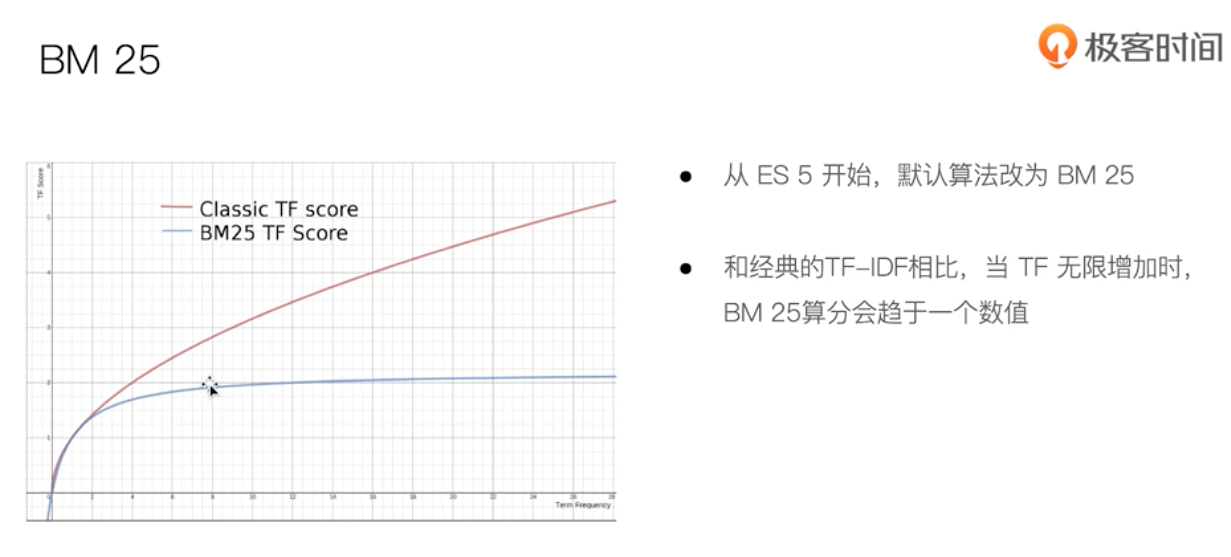 BM 25
极客时间
TF Score
Classic TF score
BM25 TF Score
6
5
4
3
2
1
0 2 4 6 8 10 12 14 16 18 20 22 24 26 28
Term Frequency
从 ES 5 开始，默认算法改为 BM 25
和经典的TF-IDF相比，当 TF 无限增加时，
BM 25算分会趋于一个数值